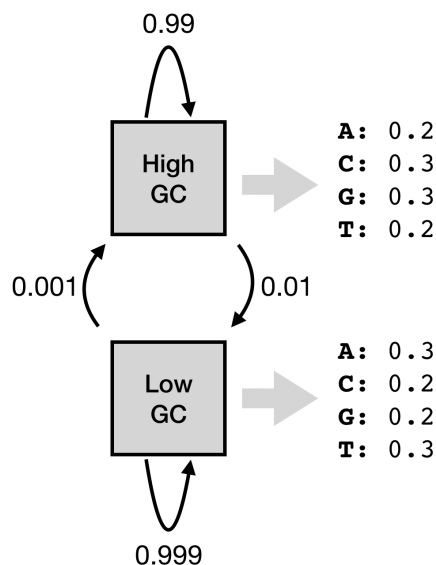 0.99
High
GC
A: 0.2
C: 0.3
G: 0.3
T: 0.2
0.001
0.01
Low
GC
A: 0.3
C: 0.2
G: 0.2
T: 0.3
0.999